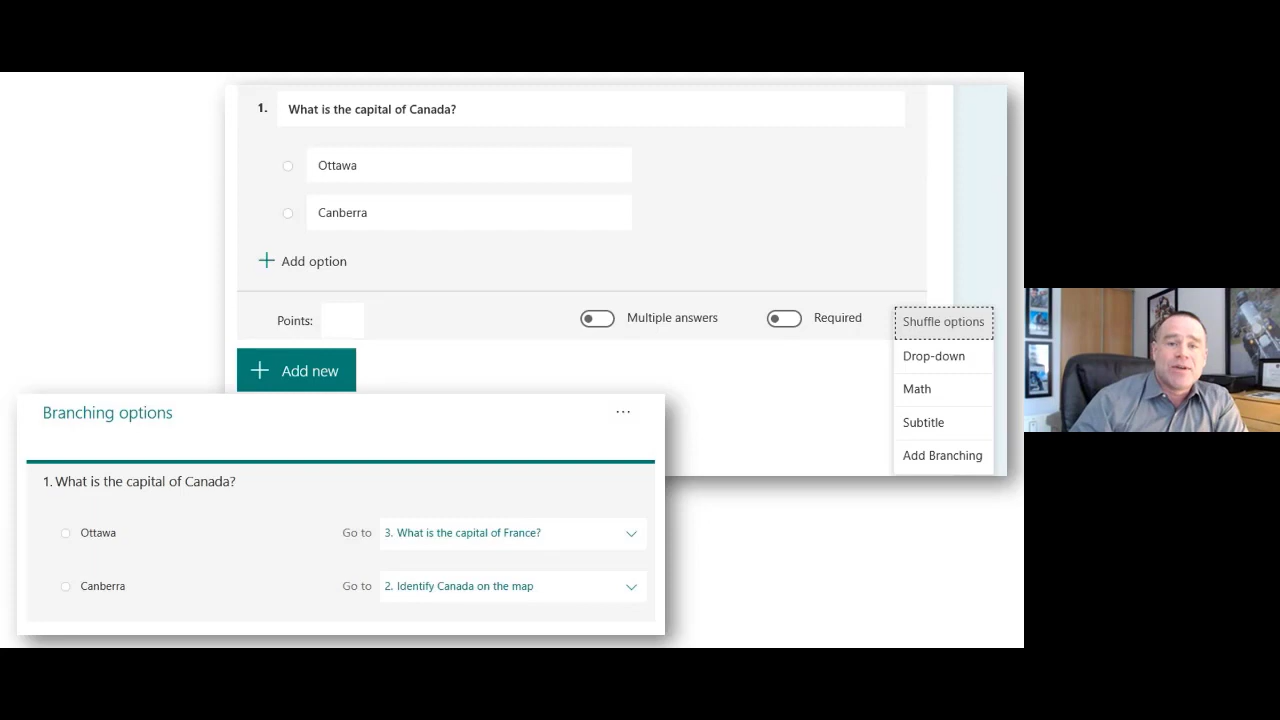 1. What is the capital of Canada?
Ottawa
Canberra
+ Add option
Points:
Multiple answers
Required
Shuffle options
Drop-down
Math
Subtitle
Add Branching
+ Add new
Branching options
...
1. What is the capital of Canada?
Ottawa Go to 3. What is the capital of France?
Canberra Go to 2. Identify Canada on the map